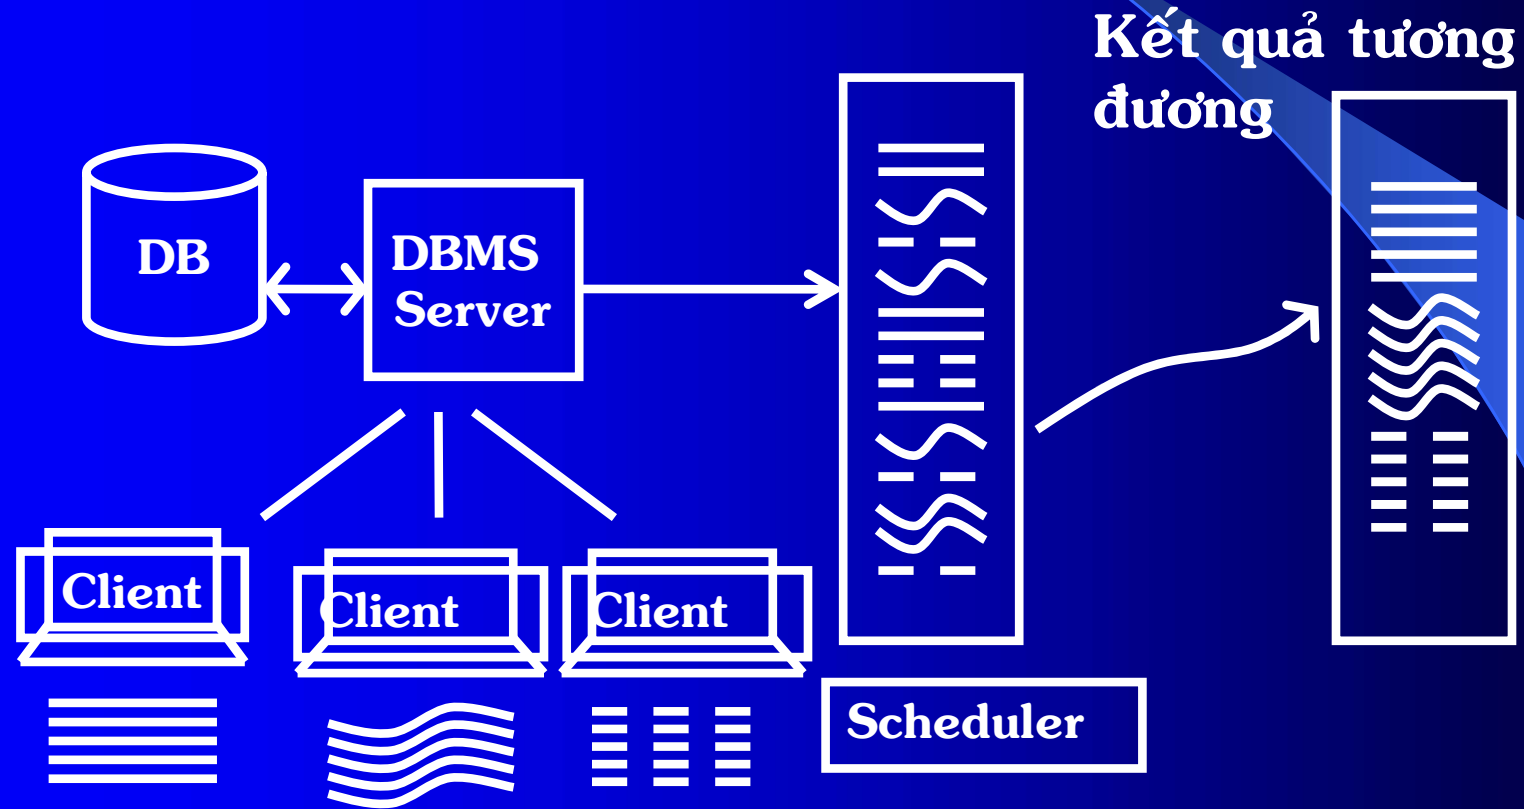 Kết quả tương
đương
DB
DBMS
Server
Client
Client
Client
Scheduler